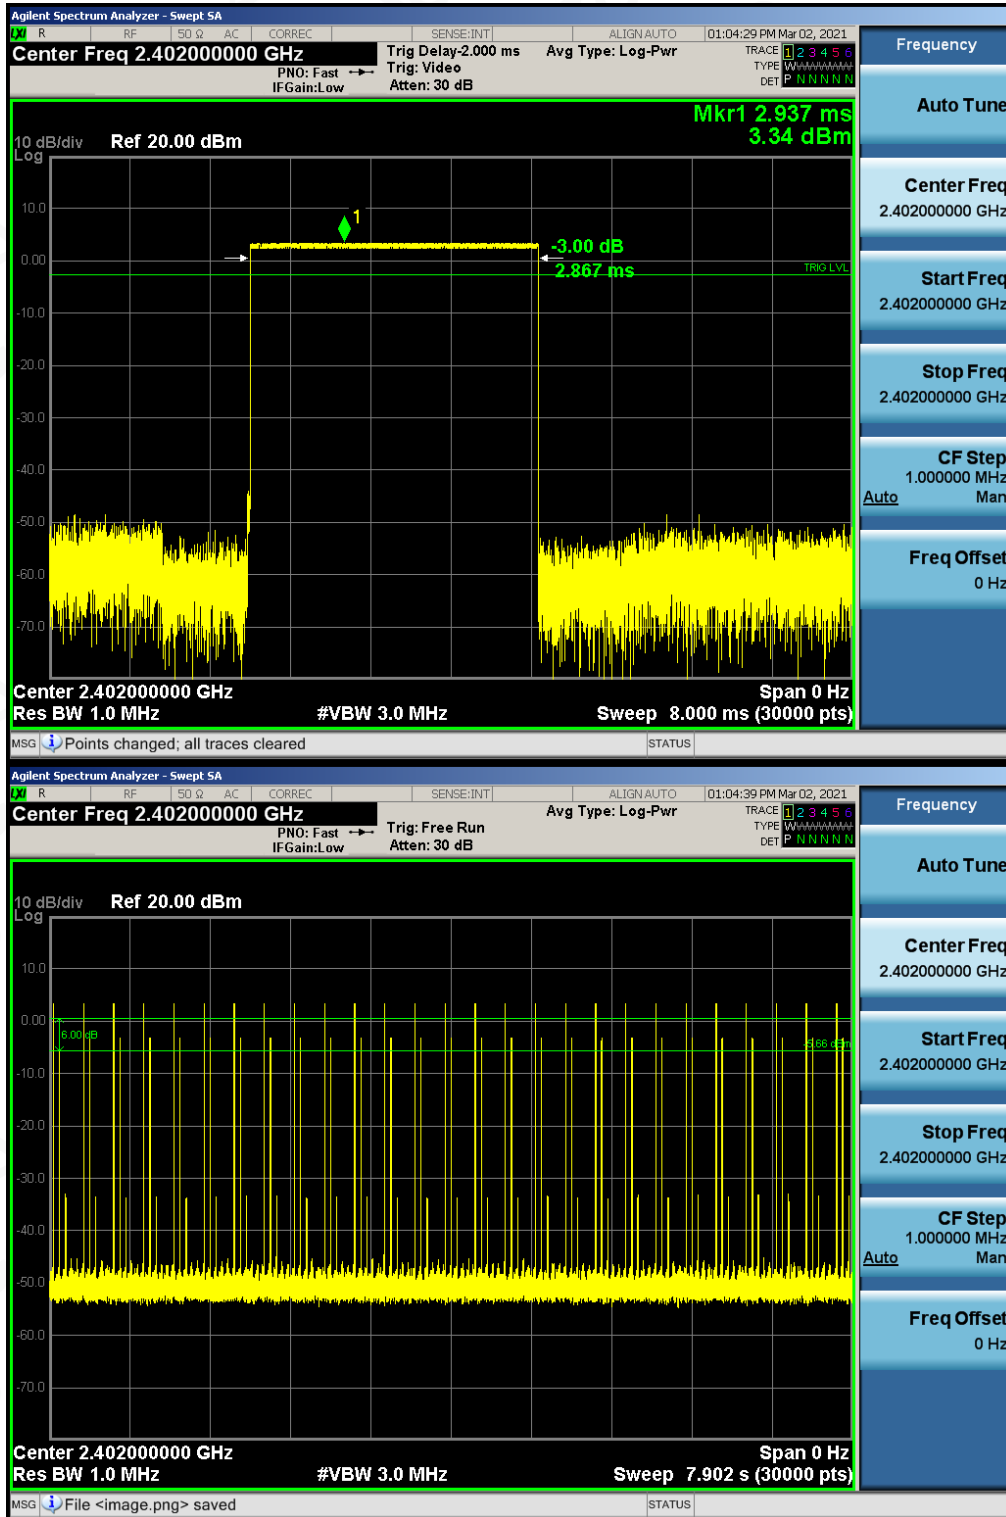 Agilent Spectrum Analyzer - Swept SA
LXI R RF 50 Ω AC CORREC SENSE:INT ALIGN AUTO 01:04:29 PM Mar 02, 2021
Center Freq 2.402000000 GHz
PNO: Fast
IFGain:Low
Trig Delay-2.000 ms
Trig: Video
Atten: 30 dB
Avg Type: Log-Pwr
TRACE 1 2 3 4 5 6
TYPE WWWWWW
DET P N N N N N
Mkr1 2.937 ms
3.34 dBm
10 dB/div Ref 20.00 dBm
Log
10.0
0.00
-10.0
-20.0
-30.0
-40.0
-50.0
-60.0
-70.0
1
-3.00 dB
2.867 ms
TRIG LVL
Center 2.402000000 GHz Span 0 Hz
Res BW 1.0 MHz #VBW 3.0 MHz Sweep 8.000 ms (30000 pts)
MSG Points changed; all traces cleared STATUS
Frequency
Auto Tune
Center Freq
2.402000000 GHz
Start Freq
2.402000000 GHz
Stop Freq
2.402000000 GHz
CF Step
1.000000 MHz
Auto Man
Freq Offset
0 Hz
Agilent Spectrum Analyzer - Swept SA
LXI R RF 50 Ω AC CORREC SENSE:INT ALIGN AUTO 01:04:39 PM Mar 02, 2021
Center Freq 2.402000000 GHz
PNO: Fast
IFGain:Low
Trig: Free Run
Atten: 30 dB
Avg Type: Log-Pwr
TRACE 1 2 3 4 5 6
TYPE WWWWWW
DET P N N N N N
10 dB/div Ref 20.00 dBm
Log
10.0
0.00
-10.0
-20.0
-30.0
-40.0
-50.0
-60.0
-70.0
6.00 dB
-5.66 dBm
Center 2.402000000 GHz Span 0 Hz
Res BW 1.0 MHz #VBW 3.0 MHz Sweep 7.902 s (30000 pts)
MSG File <image.png> saved STATUS
Frequency
Auto Tune
Center Freq
2.402000000 GHz
Start Freq
2.402000000 GHz
Stop Freq
2.402000000 GHz
CF Step
1.000000 MHz
Auto Man
Freq Offset
0 Hz